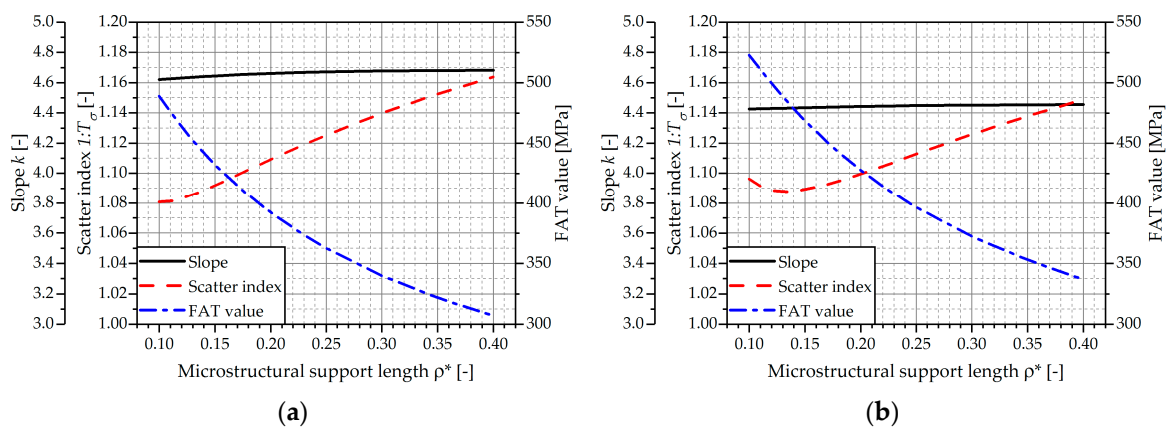 5.0 1.20 550
4.8 1.18
4.6 1.16 500
4.4 1.14
4.2 1.12 450
4.0 1.10
3.8 1.08 400
3.6 1.06
3.4 1.04 350
3.2 1.02
3.0 1.00 300
Slope k [-]
Scatter index 1:Tσ [-]
FAT value [MPa]
Slope
Scatter index
FAT value
0.10 0.15 0.20 0.25 0.30 0.35 0.40
Microstructural support length ρ* [-]
(a)
5.0 1.20 550
4.8 1.18
4.6 1.16 500
4.4 1.14
4.2 1.12 450
4.0 1.10
3.8 1.08 400
3.6 1.06
3.4 1.04 350
3.2 1.02
3.0 1.00 300
Slope k [-]
Scatter index 1:Tσ [-]
FAT value [MPa]
Slope
Scatter index
FAT value
0.10 0.15 0.20 0.25 0.30 0.35 0.40
Microstructural support length ρ* [-]
(b)